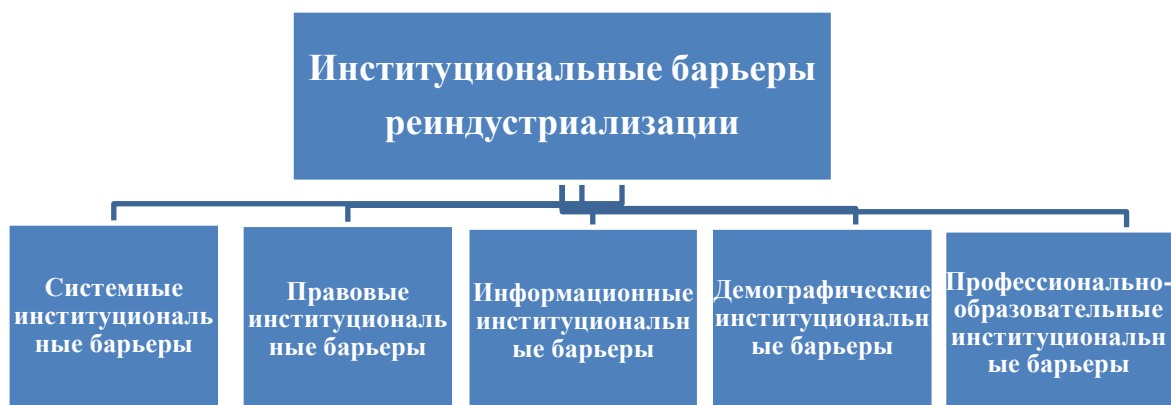 Институциональные барьеры
реиндустриализации
Системные
институциональ
ные барьеры
Правовые
институциональ
ные барьеры
Информационные
институциональн
ые барьеры
Демографические
институциональн
ые барьеры
Профессионально-
образовательные
институциональн
ые барьеры